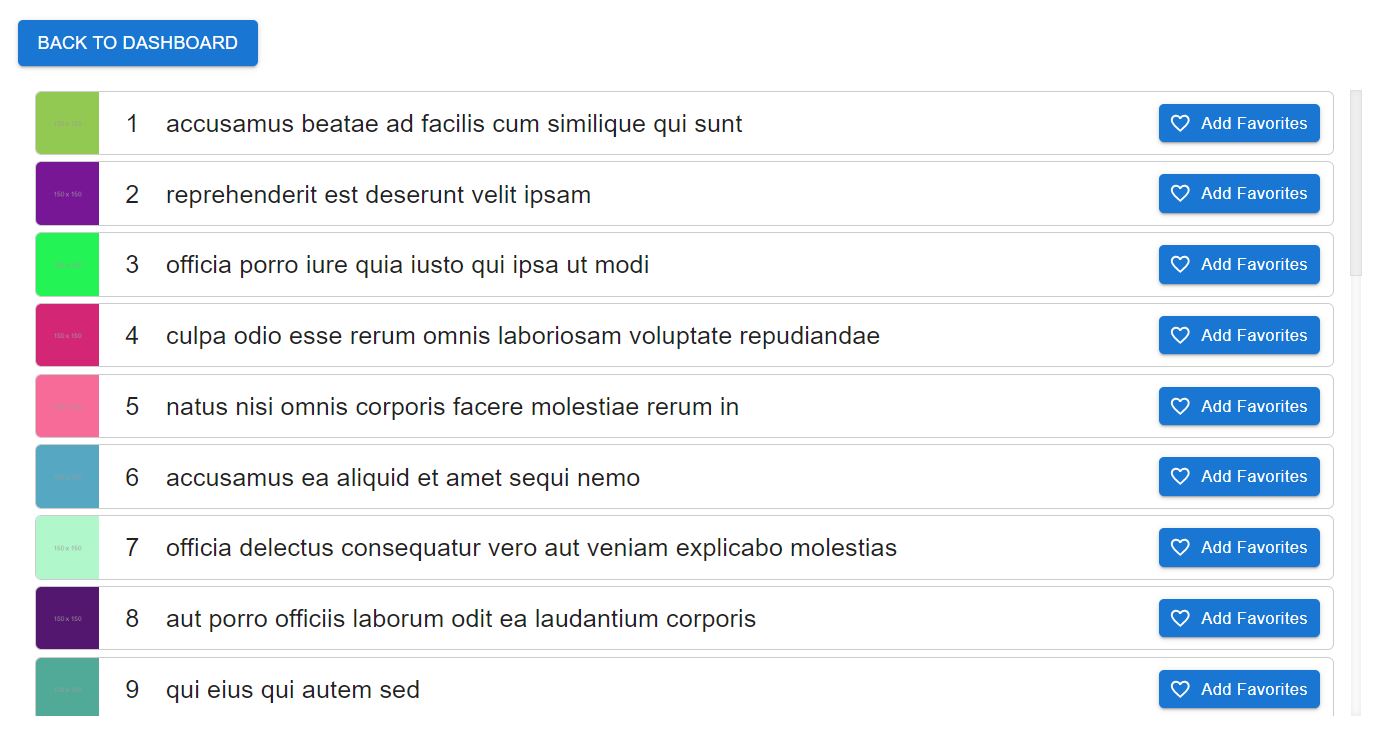 BACK TO DASHBOARD
150 x 150 1 accusamus beatae ad facilis cum similique qui sunt Add Favorites
150 x 150 2 reprehenderit est deserunt velit ipsam Add Favorites
150 x 150 3 officia porro iure quia iusto qui ipsa ut modi Add Favorites
150 x 150 4 culpa odio esse rerum omnis laboriosam voluptate repudiandae Add Favorites
150 x 150 5 natus nisi omnis corporis facere molestiae rerum in Add Favorites
150 x 150 6 accusamus ea aliquid et amet sequi nemo Add Favorites
150 x 150 7 officia delectus consequatur vero aut veniam explicabo molestias Add Favorites
150 x 150 8 aut porro officiis laborum odit ea laudantium corporis Add Favorites
150 x 150 9 qui eius qui autem sed Add Favorites